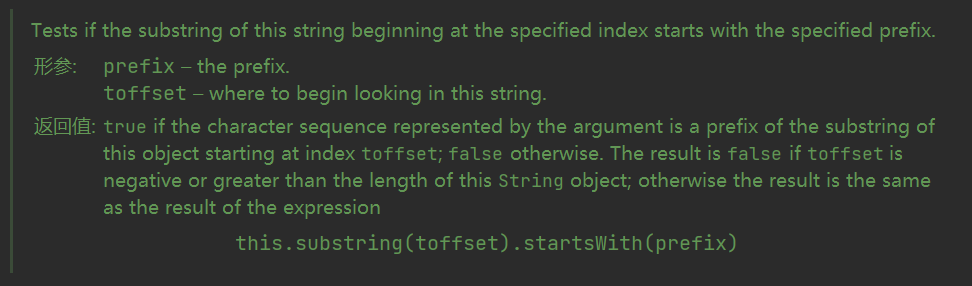 Tests if the substring of this string beginning at the specified index starts with the specified prefix.
形参: prefix – the prefix.
toffset – where to begin looking in this string.
返回值: true if the character sequence represented by the argument is a prefix of the substring of
this object starting at index toffset; false otherwise. The result is false if toffset is
negative or greater than the length of this String object; otherwise the result is the same
as the result of the expression
this.substring(toffset).startsWith(prefix)